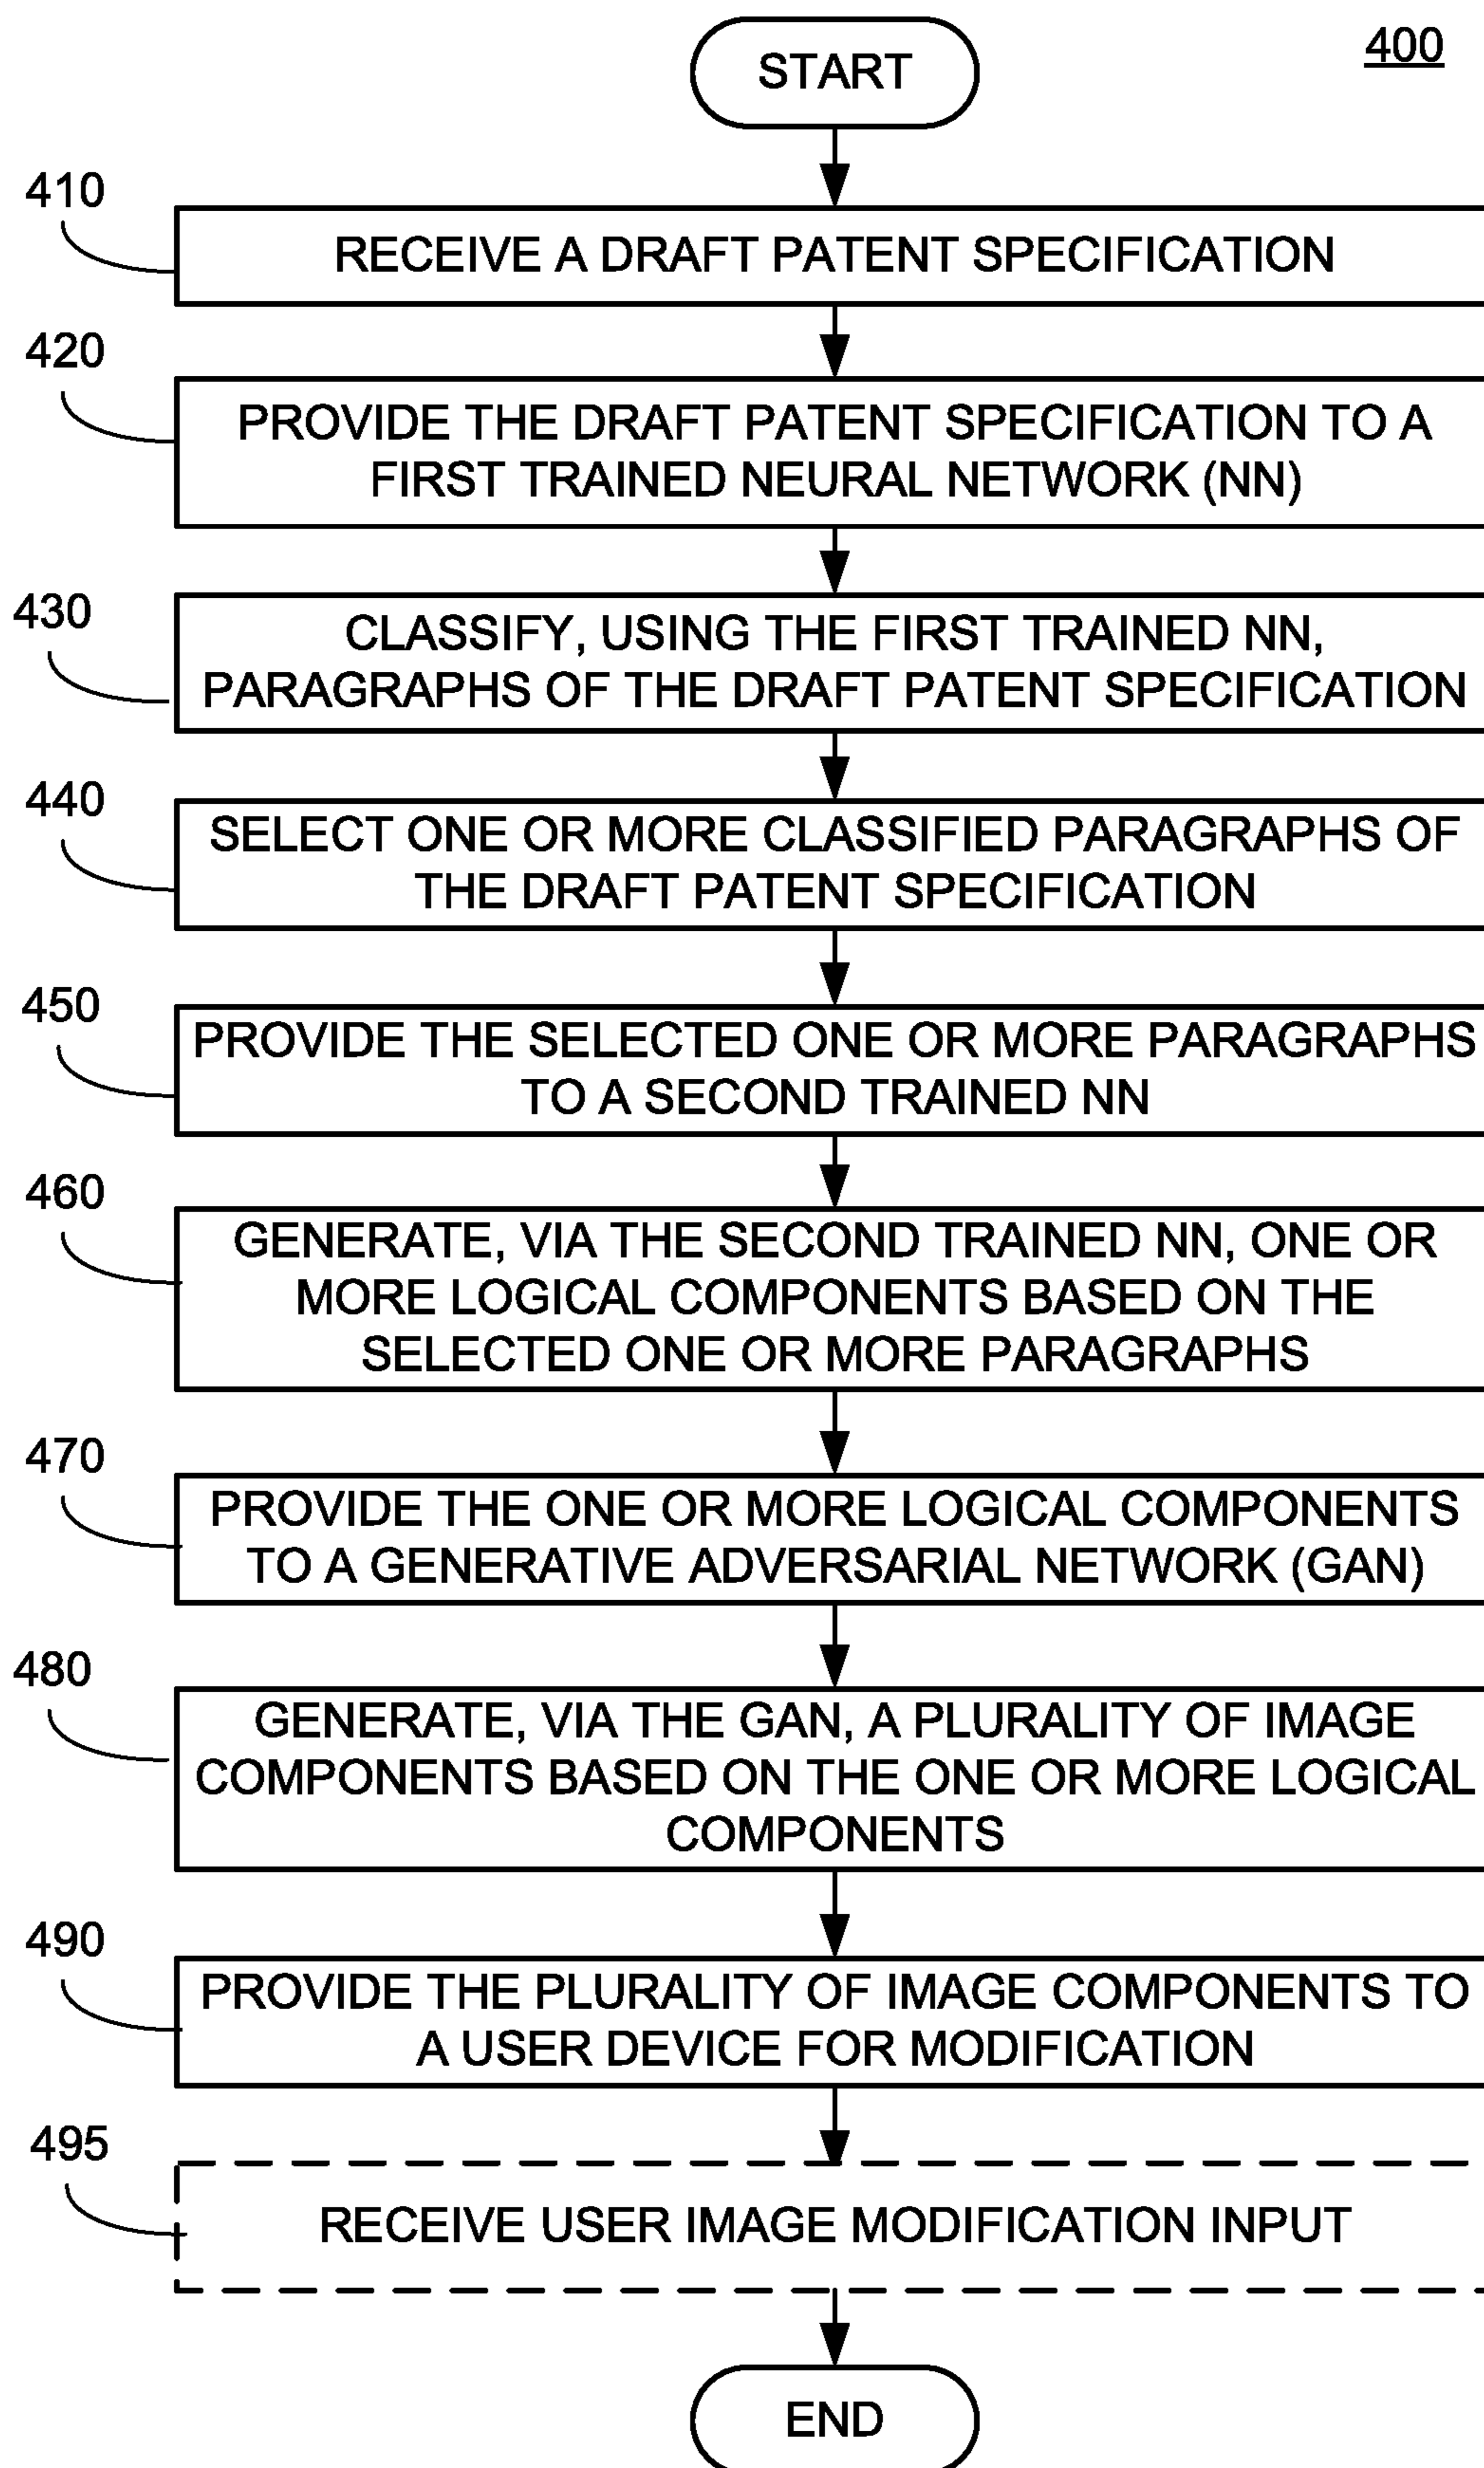 START
400
410
RECEIVE A DRAFT PATENT SPECIFICATION
420
PROVIDE THE DRAFT PATENT SPECIFICATION TO A
FIRST TRAINED NEURAL NETWORK (NN)
430
CLASSIFY, USING THE FIRST TRAINED NN,
PARAGRAPHS OF THE DRAFT PATENT SPECIFICATION
440
SELECT ONE OR MORE CLASSIFIED PARAGRAPHS OF
THE DRAFT PATENT SPECIFICATION
450
PROVIDE THE SELECTED ONE OR MORE PARAGRAPHS
TO A SECOND TRAINED NN
460
GENERATE, VIA THE SECOND TRAINED NN, ONE OR
MORE LOGICAL COMPONENTS BASED ON THE
SELECTED ONE OR MORE PARAGRAPHS
470
PROVIDE THE ONE OR MORE LOGICAL COMPONENTS
TO A GENERATIVE ADVERSARIAL NETWORK (GAN)
480
GENERATE, VIA THE GAN, A PLURALITY OF IMAGE
COMPONENTS BASED ON THE ONE OR MORE LOGICAL
COMPONENTS
490
PROVIDE THE PLURALITY OF IMAGE COMPONENTS TO
A USER DEVICE FOR MODIFICATION
495
RECEIVE USER IMAGE MODIFICATION INPUT
END